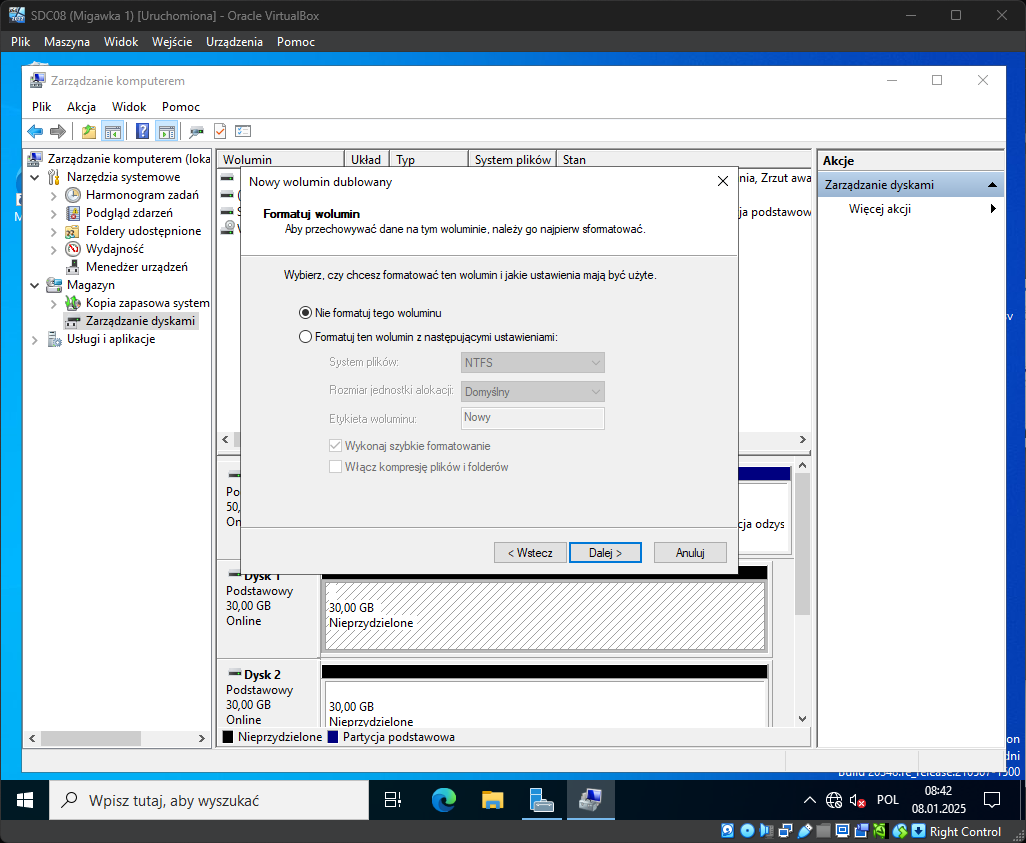 SDC08 (Migawka 1) [Uruchomiona] - Oracle VirtualBox
Plik Maszyna Widok Wejście Urządzenia Pomoc
Zarządzanie komputerem
Plik Akcja Widok Pomoc
Zarządzanie komputerem (loka
Narzędzia systemowe
Harmonogram zadań
Podgląd zdarzeń
Foldery udostępnione
Wydajność
Menedżer urządzeń
Magazyn
Kopia zapasowa system
Zarządzanie dyskami
Usługi i aplikacje
Wolumin Układ Typ System plików Stan
nia, Zrzut awa
ja podstawow
Nowy wolumin dublowany
Formatuj wolumin
Aby przechowywać dane na tym woluminie, należy go najpierw sformatować.
Wybierz, czy chcesz formatować ten wolumin i jakie ustawienia mają być użyte.
Nie formatuj tego woluminu
Formatuj ten wolumin z następującymi ustawieniami:
System plików: NTFS
Rozmiar jednostki alokacji: Domyślny
Etykieta woluminu: Nowy
Wykonaj szybkie formatowanie
Włącz kompresję plików i folderów
< Wstecz Dalej > Anuluj
Po
50,
On
cja odzys
Dysk 1
Podstawowy
30,00 GB
Online
30,00 GB
Nieprzydzielone
Dysk 2
Podstawowy
30,00 GB
Online
30,00 GB
Nieprzydzielone
Nieprzydzielone Partycja podstawowa
Akcje
Zarządzanie dyskami
Więcej akcji
Wpisz tutaj, aby wyszukać
POL
08:42
08.01.2025
Right Control